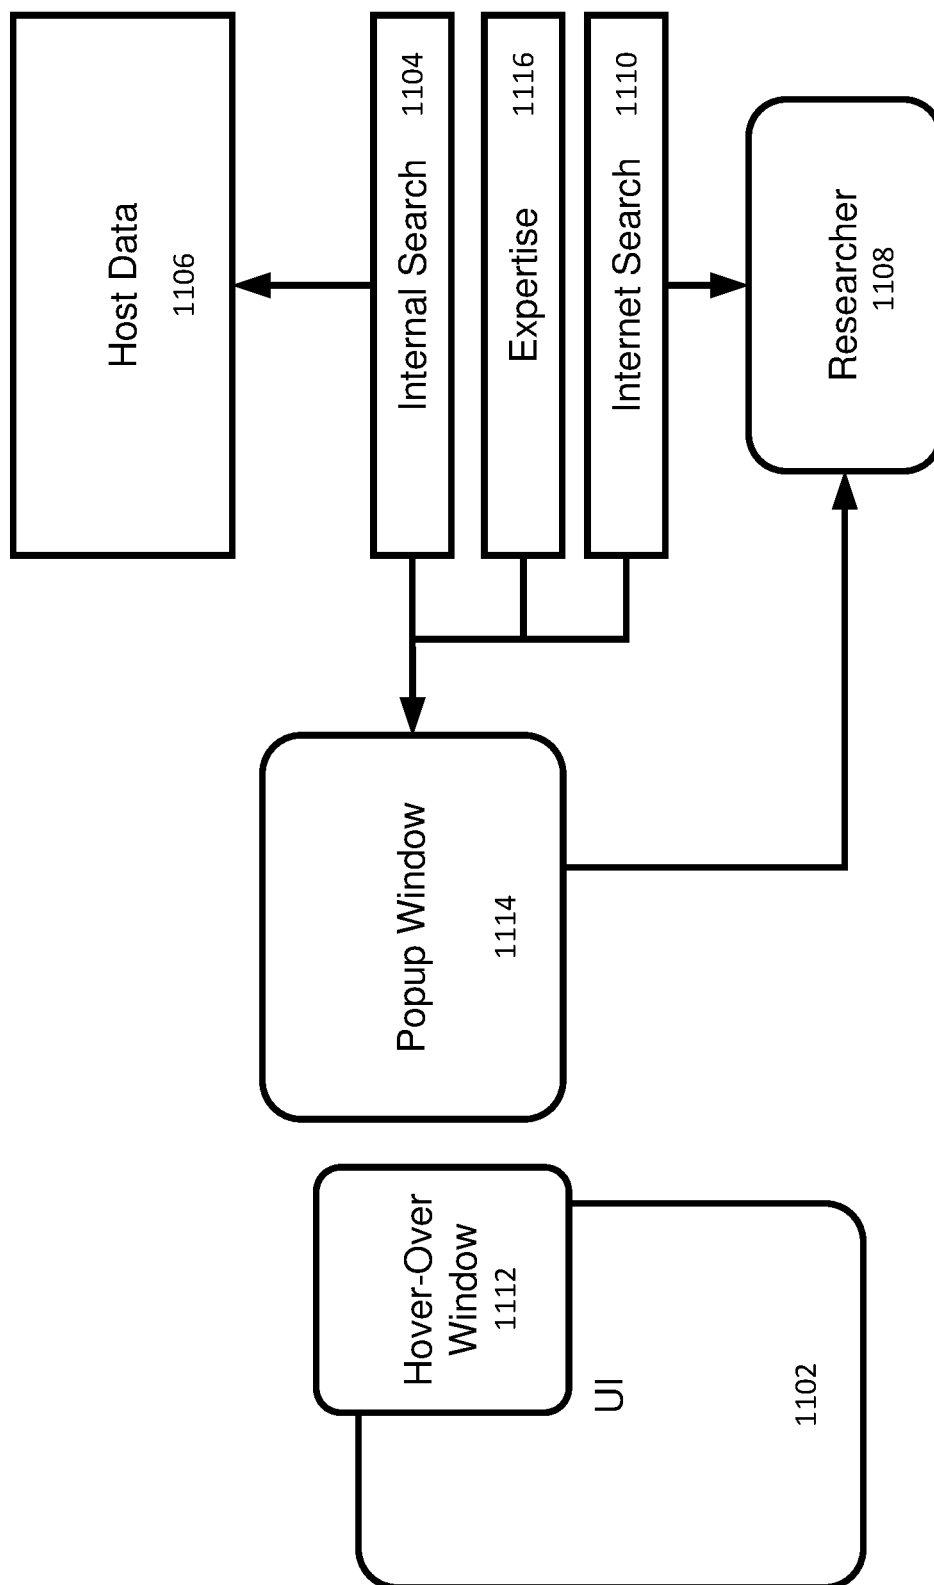 Host Data
1106
Hover-Over
Window
1112
UI
1102
Popup Window
1114
Internal Search 1104
Expertise 1116
Internet Search 1110
Researcher
1108